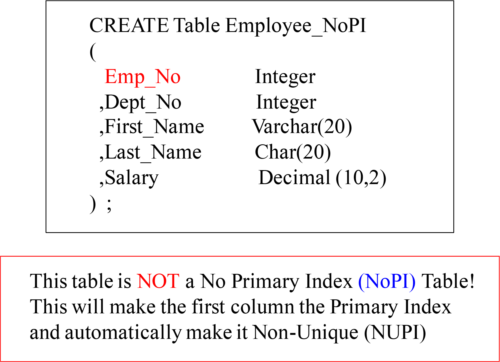 CREATE Table Employee_NoPI
(
Emp_No Integer
,Dept_No Integer
,First_Name Varchar(20)
,Last_Name Char(20)
,Salary Decimal (10,2)
) ;
This table is NOT a No Primary Index (NoPI) Table!
This will make the first column the Primary Index
and automatically make it Non-Unique (NUPI)